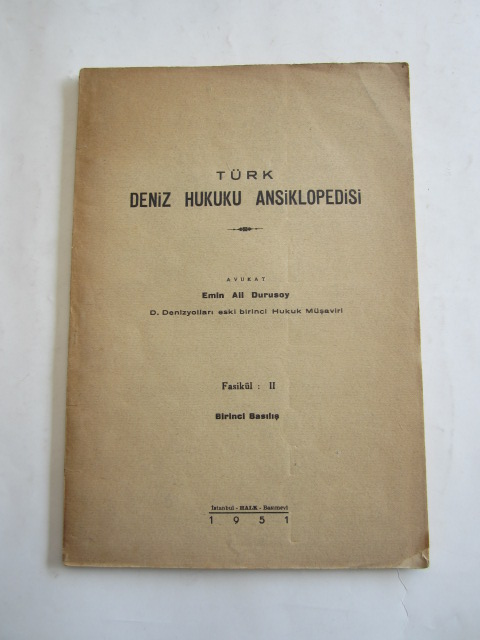 TÜRK
DENİZ HUKUKU ANSİKLOPEDİSİ
AVUKAT
Emin Ali Durusoy
D. Denizyolları eski birinci Hukuk Müşaviri
Fasikül : II
Birinci Basılış
İstanbul - HALK - Basımevi
1951